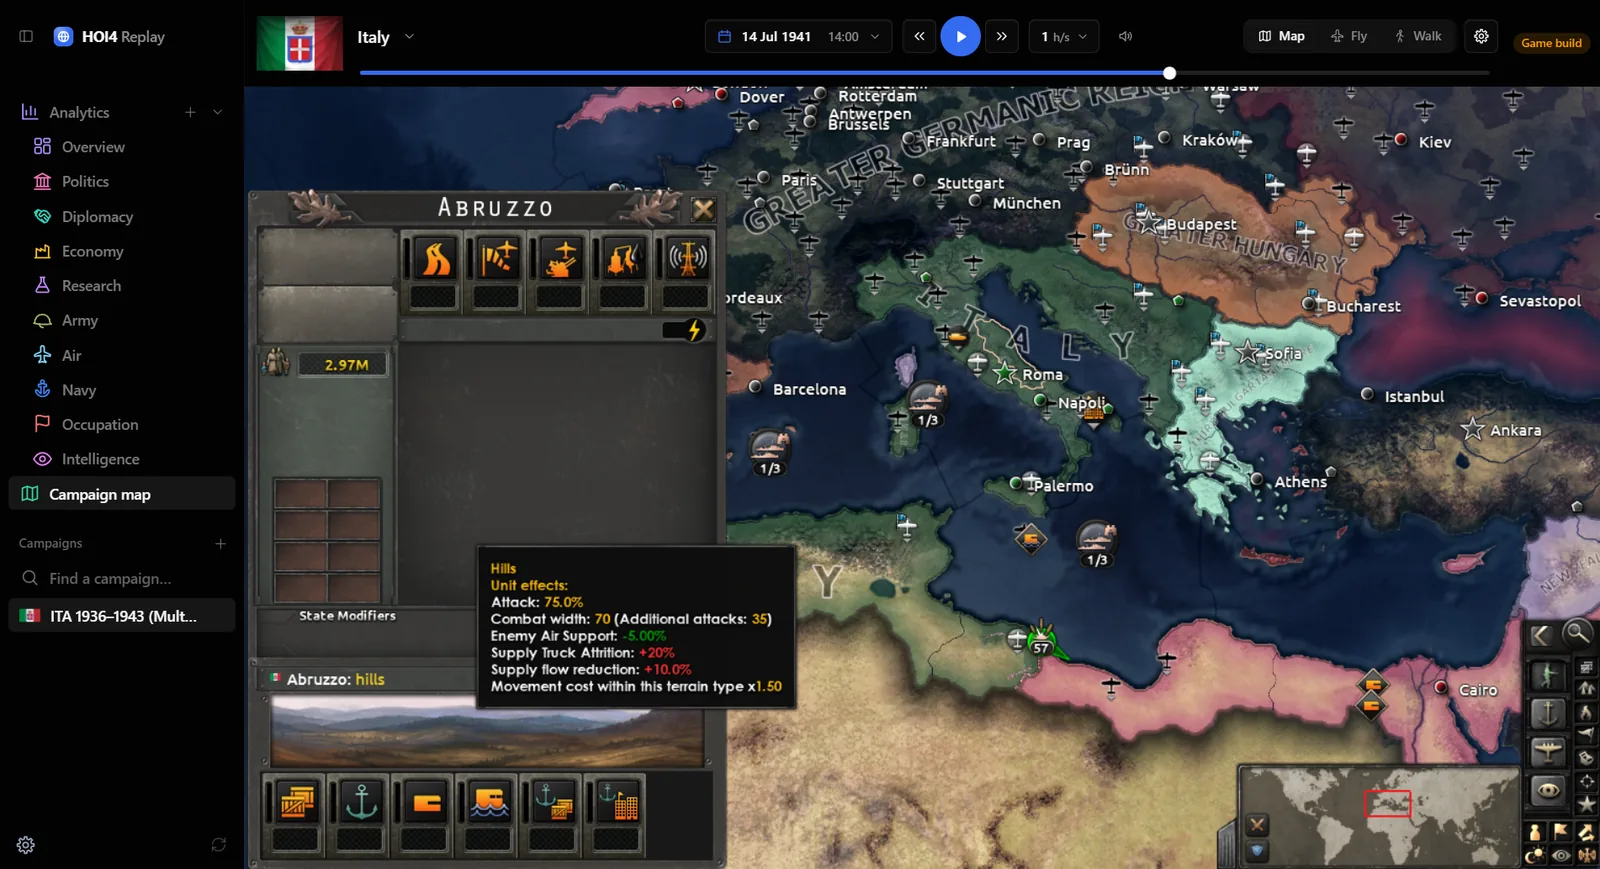 HOI4 Replay
Italy
14 Jul 1941 14:00
1 h/s
Map
Fly
Walk
Game build
Analytics
Overview
Politics
Diplomacy
Economy
Research
Army
Air
Navy
Occupation
Intelligence
Campaign map
Campaigns
Find a campaign...
ITA 1936–1943 (Mult...
ABRUZZO
2.97M
State Modifiers
Abruzzo: hills
Hills
Unit effects:
Attack: 75.0%
Combat width: 70 (Additional attacks: 35)
Enemy Air Support: -5.00%
Supply Truck Attrition: +20%
Supply flow reduction: +10.0%
Movement cost within this terrain type x1.50
Dover
Rotterdam
Antwerpen
Brussels
Warsaw
GREATER GERMANIC REICH
Frankfurt
Prag
Kraków
Kiev
Brünn
Paris
Stuttgart
München
Budapest
GREATER HUNGARY
ordeaux
Bucharest
Sevastopol
ITALY
Sofia
Roma
Barcelona
Napoli
Istanbul
Ankara
1/3
1/3
Palermo
Athens
1/3
Y
57
Cairo